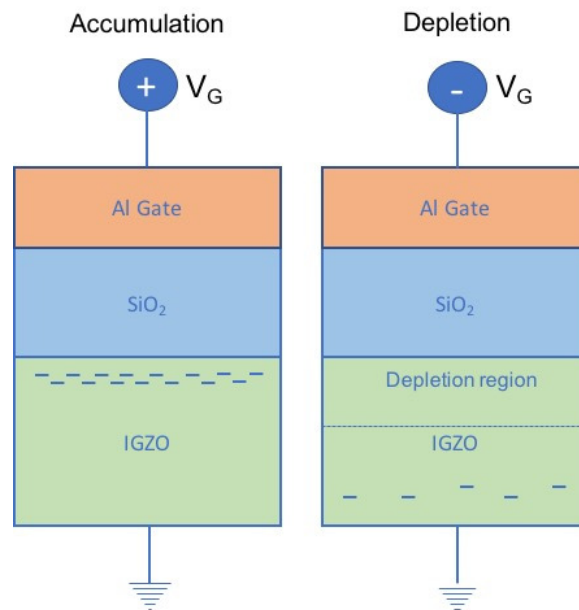 Accumulation
+
V_G
Al Gate
SiO₂
IGZO
Depletion
-
V_G
Al Gate
SiO₂
Depletion region
IGZO